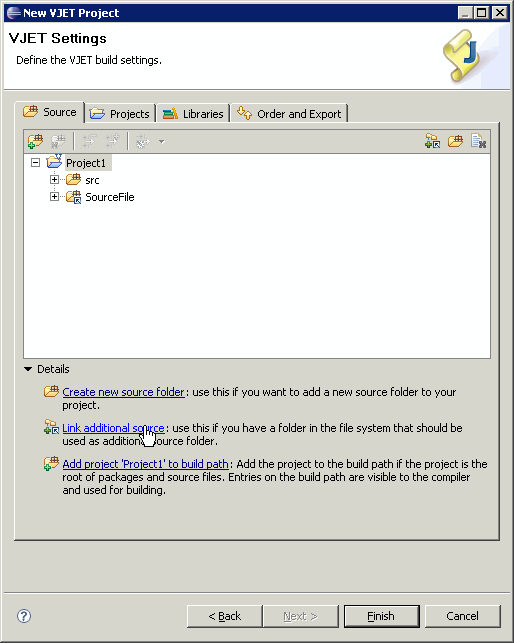 New VJET Project
VJET Settings
Define the VJET build settings.
Source Projects Libraries Order and Export
Project1
src
SourceFile
Details
Create new source folder: use this if you want to add a new source folder to your
project.
Link additional source: use this if you have a folder in the file system that should be
used as additional source folder.
Add project 'Project1' to build path: Add the project to the build path if the project is the
root of packages and source files. Entries on the build path are visible to the compiler
and used for building.
< Back Next > Finish Cancel